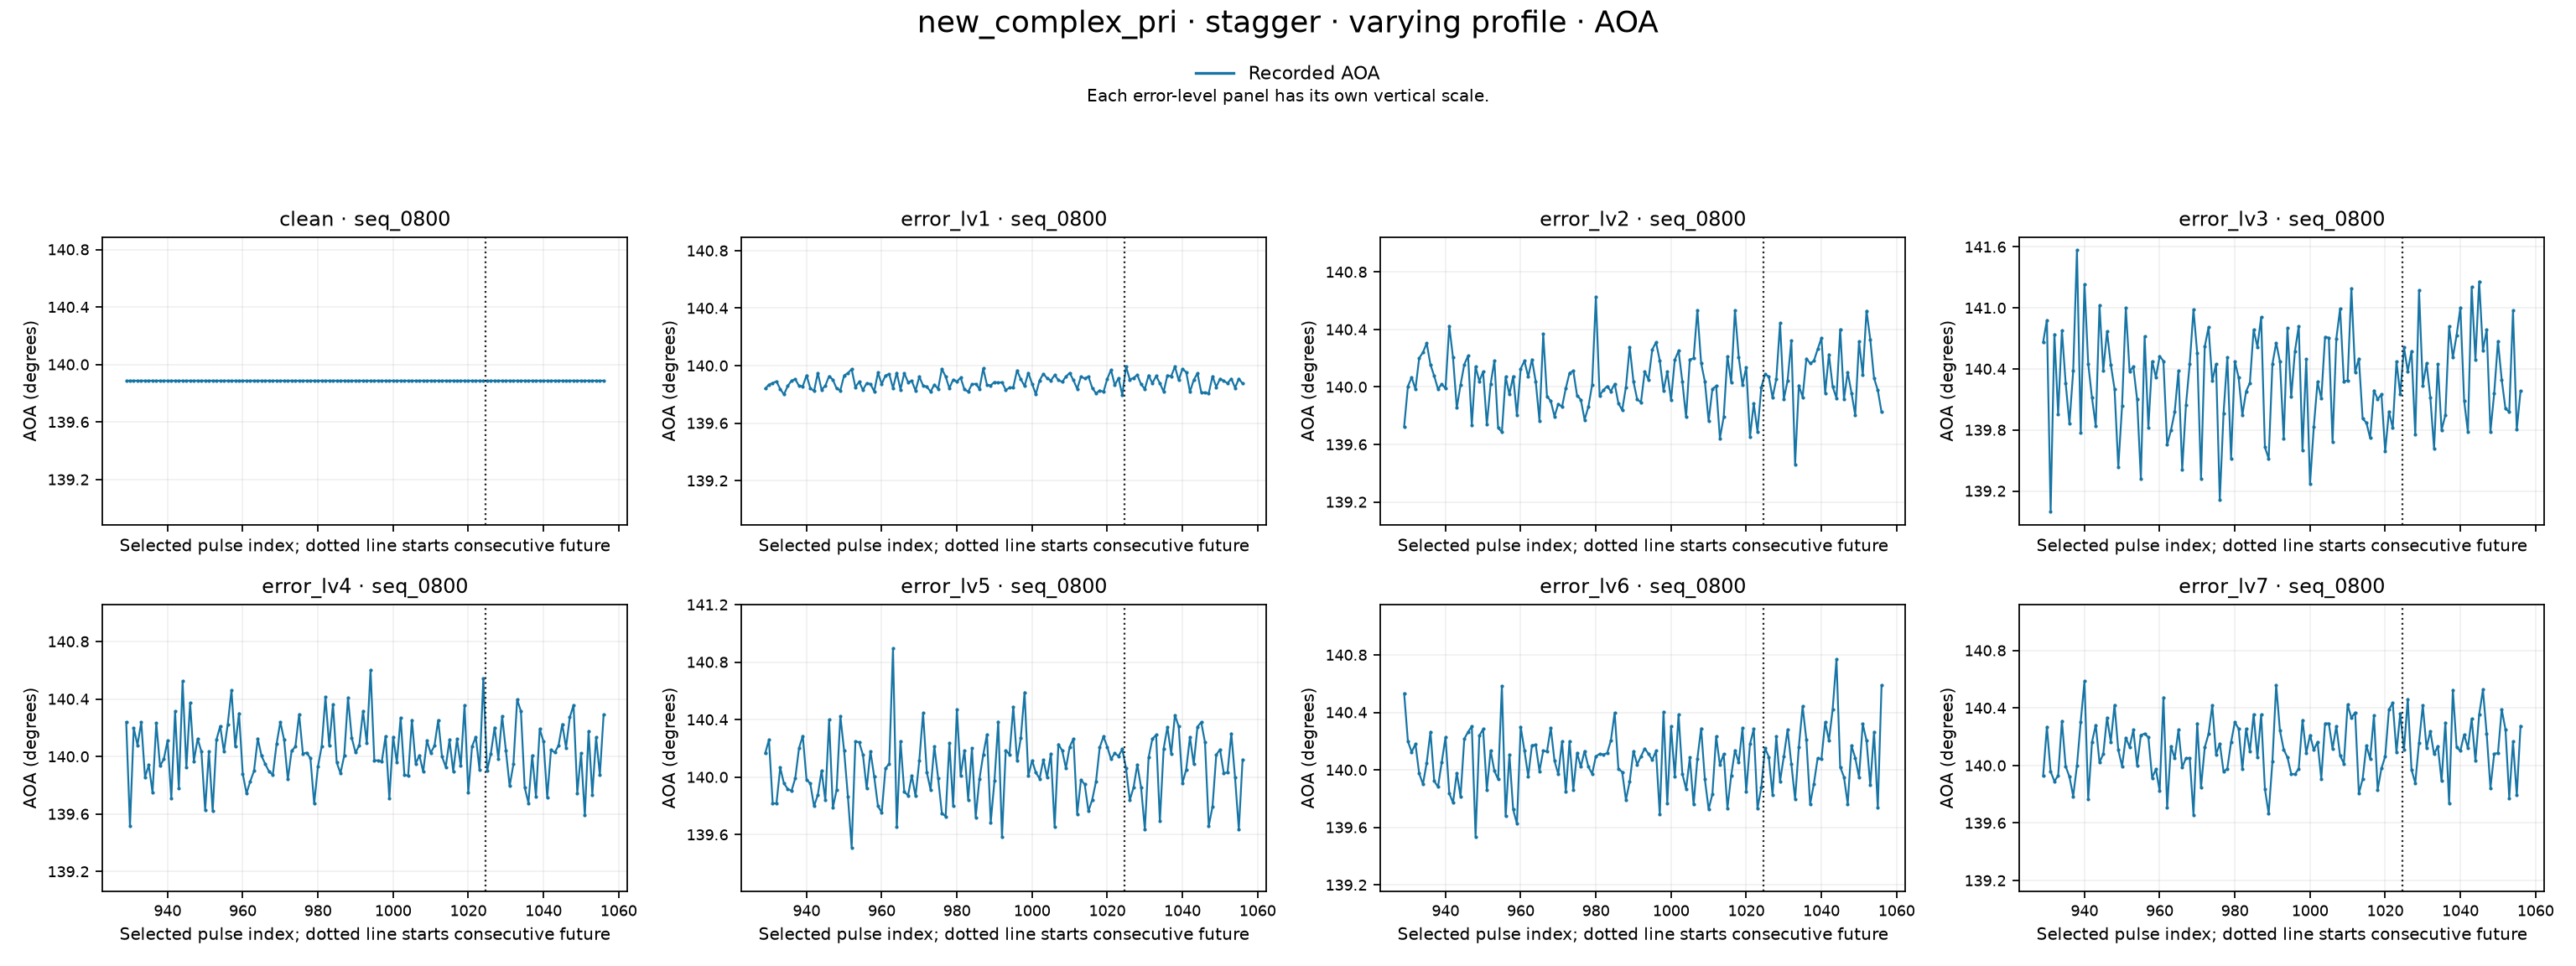 new_complex_pri · stagger · varying profile · AOA
Recorded AOA
Each error-level panel has its own vertical scale.
clean · seq_0800
AOA (degrees)
140.8
140.4
140.0
139.6
139.2
Selected pulse index; dotted line starts consecutive future
error_lv1 · seq_0800
AOA (degrees)
140.8
140.4
140.0
139.6
139.2
Selected pulse index; dotted line starts consecutive future
error_lv2 · seq_0800
AOA (degrees)
140.8
140.4
140.0
139.6
139.2
Selected pulse index; dotted line starts consecutive future
error_lv3 · seq_0800
AOA (degrees)
141.6
141.0
140.4
139.8
139.2
Selected pulse index; dotted line starts consecutive future
error_lv4 · seq_0800
AOA (degrees)
140.8
140.4
140.0
139.6
139.2
940 960 980 1000 1020 1040 1060
Selected pulse index; dotted line starts consecutive future
error_lv5 · seq_0800
AOA (degrees)
141.2
140.8
140.4
140.0
139.6
940 960 980 1000 1020 1040 1060
Selected pulse index; dotted line starts consecutive future
error_lv6 · seq_0800
AOA (degrees)
140.8
140.4
140.0
139.6
139.2
940 960 980 1000 1020 1040 1060
Selected pulse index; dotted line starts consecutive future
error_lv7 · seq_0800
AOA (degrees)
140.8
140.4
140.0
139.6
139.2
940 960 980 1000 1020 1040 1060
Selected pulse index; dotted line starts consecutive future